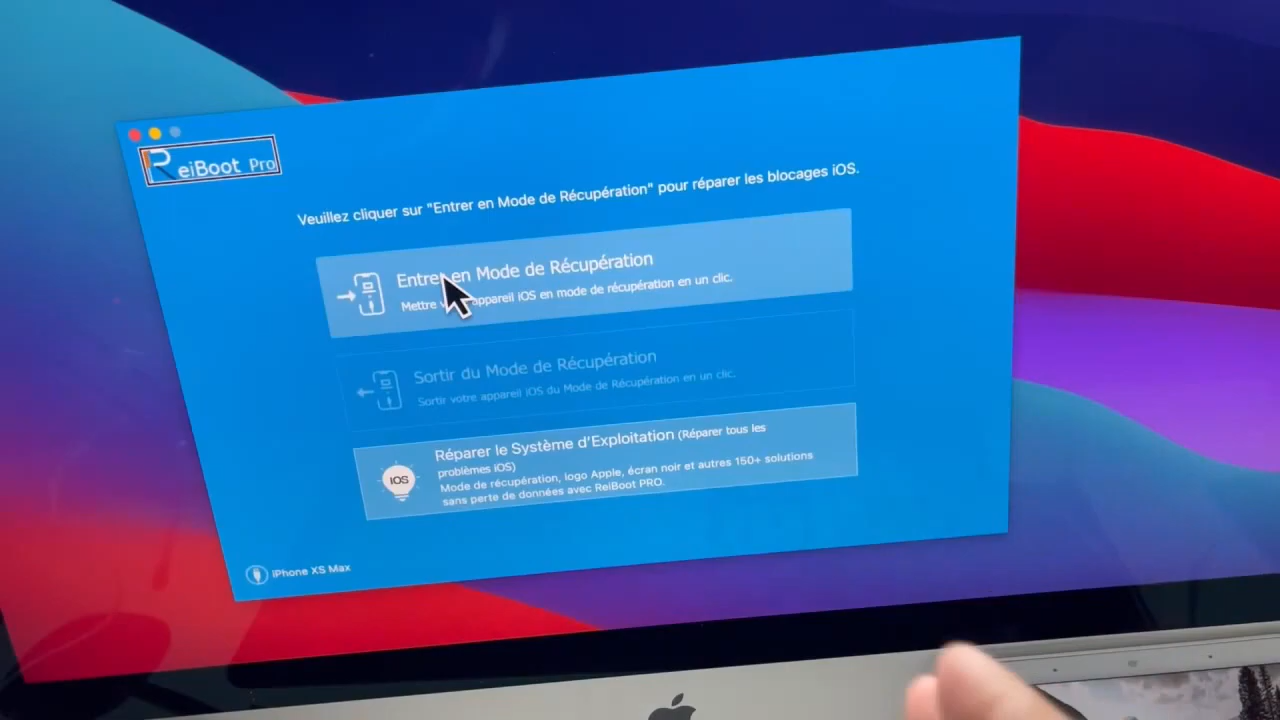 ReiBoot Pro
Veuillez cliquer sur "Entrer en Mode de Récupération" pour réparer les blocages iOS.
Entrer en Mode de Récupération
Mettre appareil iOS en mode de récupération en un clic.
Sortir du Mode de Récupération
Sortir votre appareil iOS du Mode de Récupération en un clic.
Réparer le Système d'Exploitation (Réparer tous les
problèmes iOS)
iOS
Mode de récupération, logo Apple, écran noir et autres 150+ solutions
sans perte de données avec ReiBoot PRO.
iPhone XS Max